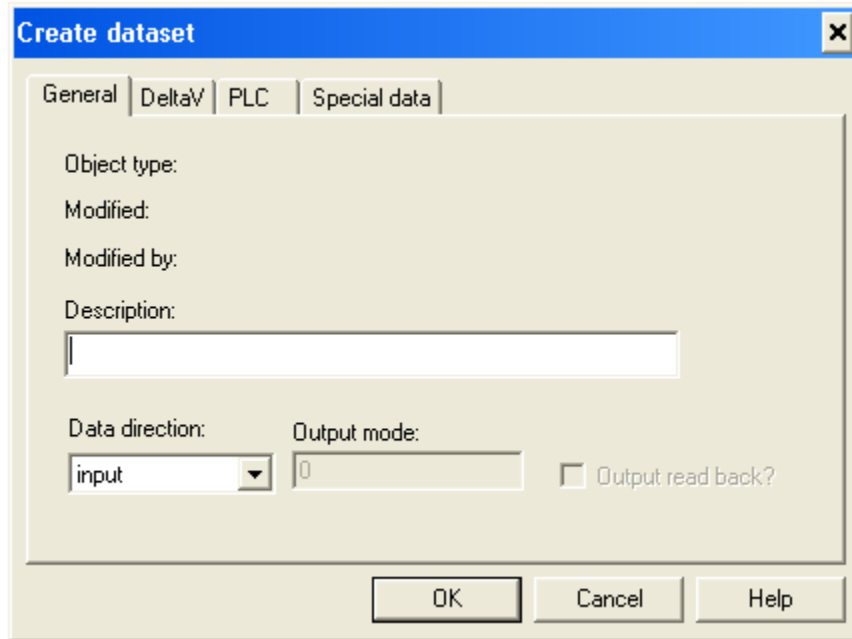 Create dataset
General DeltaV PLC Special data
Object type:
Modified:
Modified by:
Description:
Data direction: Output mode:
input 0 Output read back?
OK Cancel Help